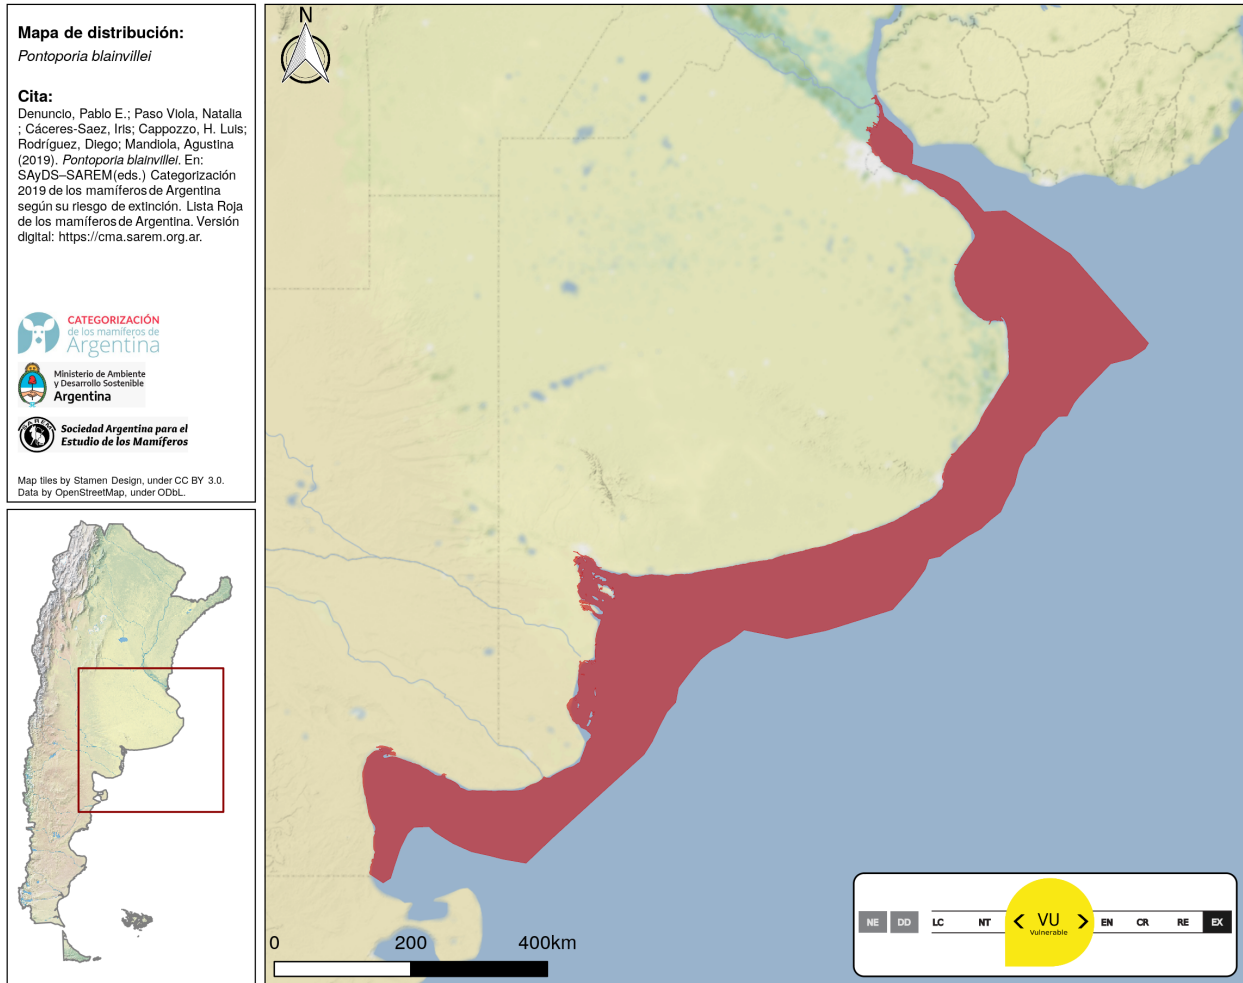 Mapa de distribución:
Pontoporia blainvillei
Cita:
Denuncio, Pablo E.; Paso Viola, Natalia
; Cáceres-Saez, Iris; Cappozzo, H. Luis;
Rodríguez, Diego; Mandiola, Agustina
(2019). Pontoporia blainvillei. En:
SAyDS–SAREM(eds.) Categorización
2019 de los mamíferos de Argentina
según su riesgo de extinción. Lista Roja
de los mamíferos de Argentina. Versión
digital: https://cma.sarem.org.ar.
CATEGORIZACIÓN
de los mamíferos de
Argentina
Ministerio de Ambiente
y Desarrollo Sostenible
Argentina
SAREM
Sociedad Argentina para el
Estudio de los Mamíferos
Map tiles by Stamen Design, under CC BY 3.0.
Data by OpenStreetMap, under ODbL.
N
0 200 400km
NE DD LC NT VU EN CR RE EX
Vulnerable